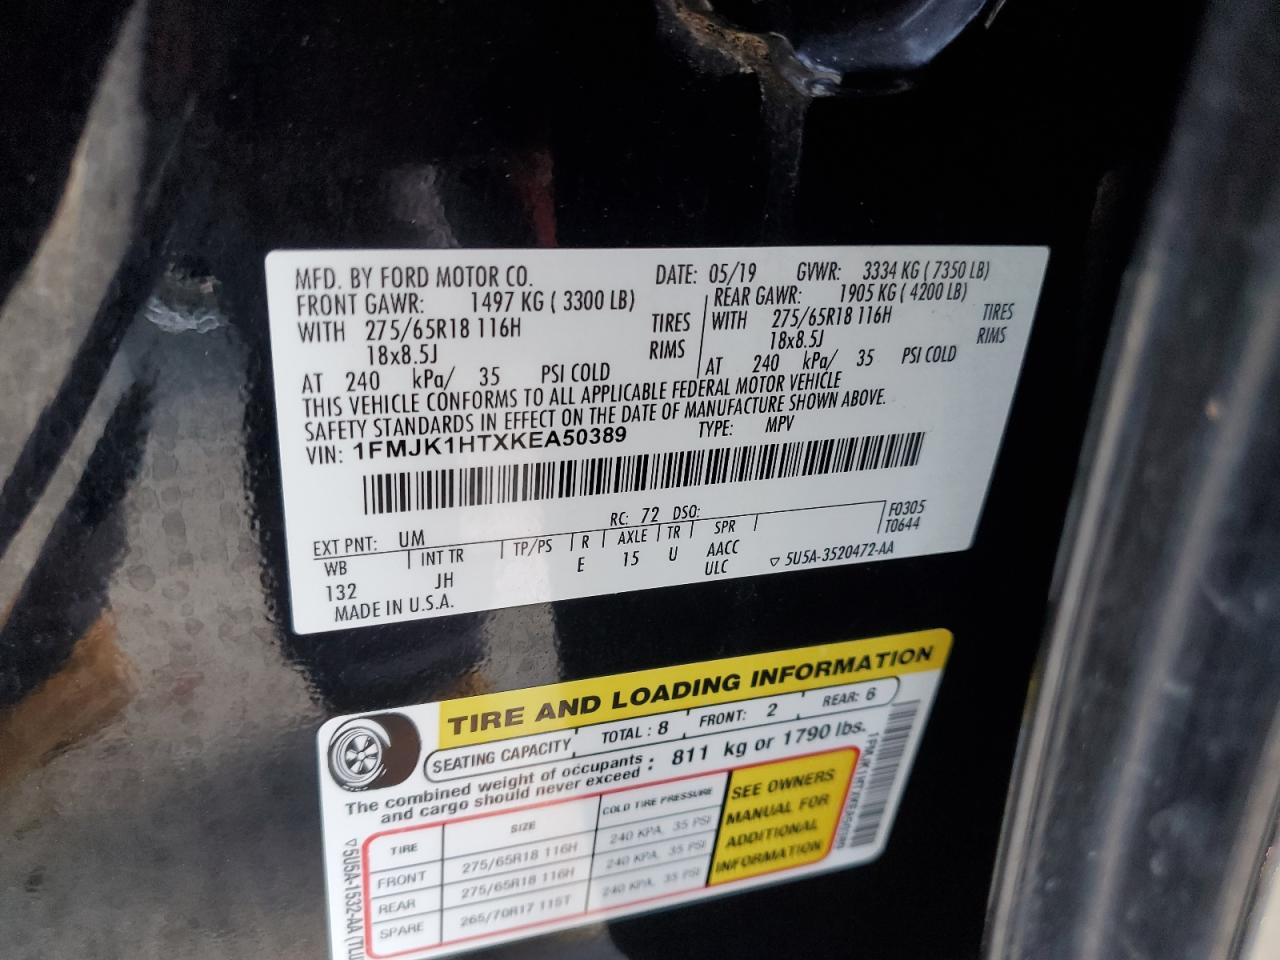 MFD. BY FORD MOTOR CO. DATE: 05/19 GVWR: 3334 KG ( 7350 LB)
FRONT GAWR: 1497 KG ( 3300 LB) REAR GAWR: 1905 KG ( 4200 LB)
WITH 275/65R18 116H TIRES WITH 275/65R18 116H TIRES
18x8.5J RIMS 18x8.5J RIMS
AT 240 kPa/ 35 PSI COLD AT 240 kPa/ 35 PSI COLD
THIS VEHICLE CONFORMS TO ALL APPLICABLE FEDERAL MOTOR VEHICLE
SAFETY STANDARDS IN EFFECT ON THE DATE OF MANUFACTURE SHOWN ABOVE.
VIN: 1FMJK1HTXKEA50389 TYPE: MPV
EXT PNT: UM RC: 72 DSO: F0305
WB INT TR TP/PS R AXLE TR SPR T0644
132 JH E 15 U AACC
ULC ▽ 5U5A-3520472-AA
MADE IN U.S.A.
TIRE AND LOADING INFORMATION
SEATING CAPACITY TOTAL : 8 FRONT: 2 REAR: 6
The combined weight of occupants : 811 kg or 1790 lbs.
and cargo should never exceed
TIRE SIZE COLD TIRE PRESSURE
FRONT 275/65R18 116H 240 KPA, 35 PSI
REAR 275/65R18 116H 240 KPA, 35 PSI
SPARE 265/70R17 115T 240 KPA, 35 PSI
SEE OWNERS
MANUAL FOR
ADDITIONAL
INFORMATION
▽5U5A-1532-AA (TLU
1FMJK1HTXKEA50389